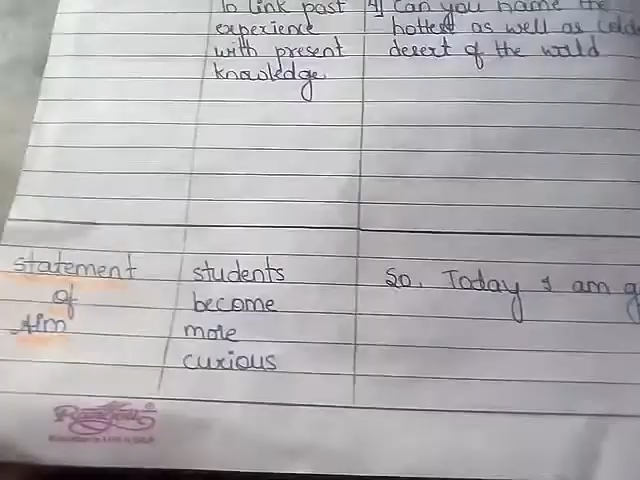 To link past
experience
with present
knowledge
4] Can you name the
hottest as well as
desert of the world
statement
of
Aim
students
become
more
curious
So. Today I am